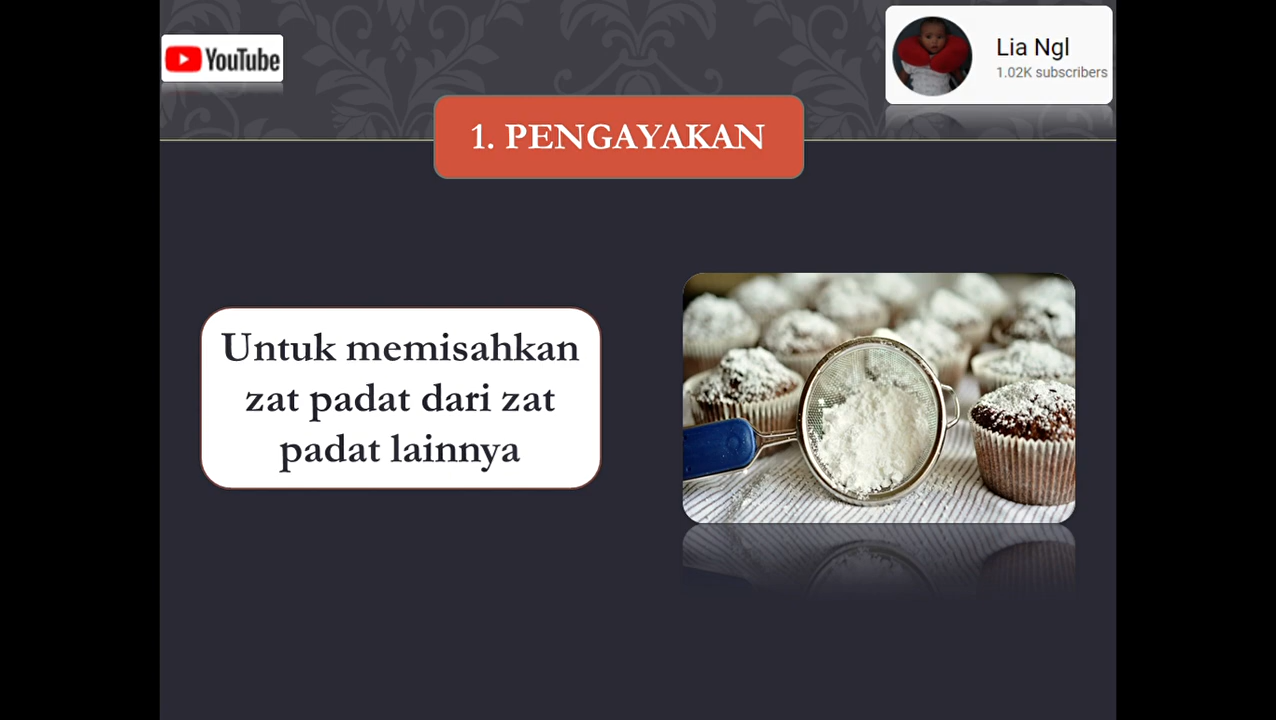 YouTube
Lia Ngl
1.02K subscribers
1. PENGAYAKAN
Untuk memisahkan
zat padat dari zat
padat lainnya